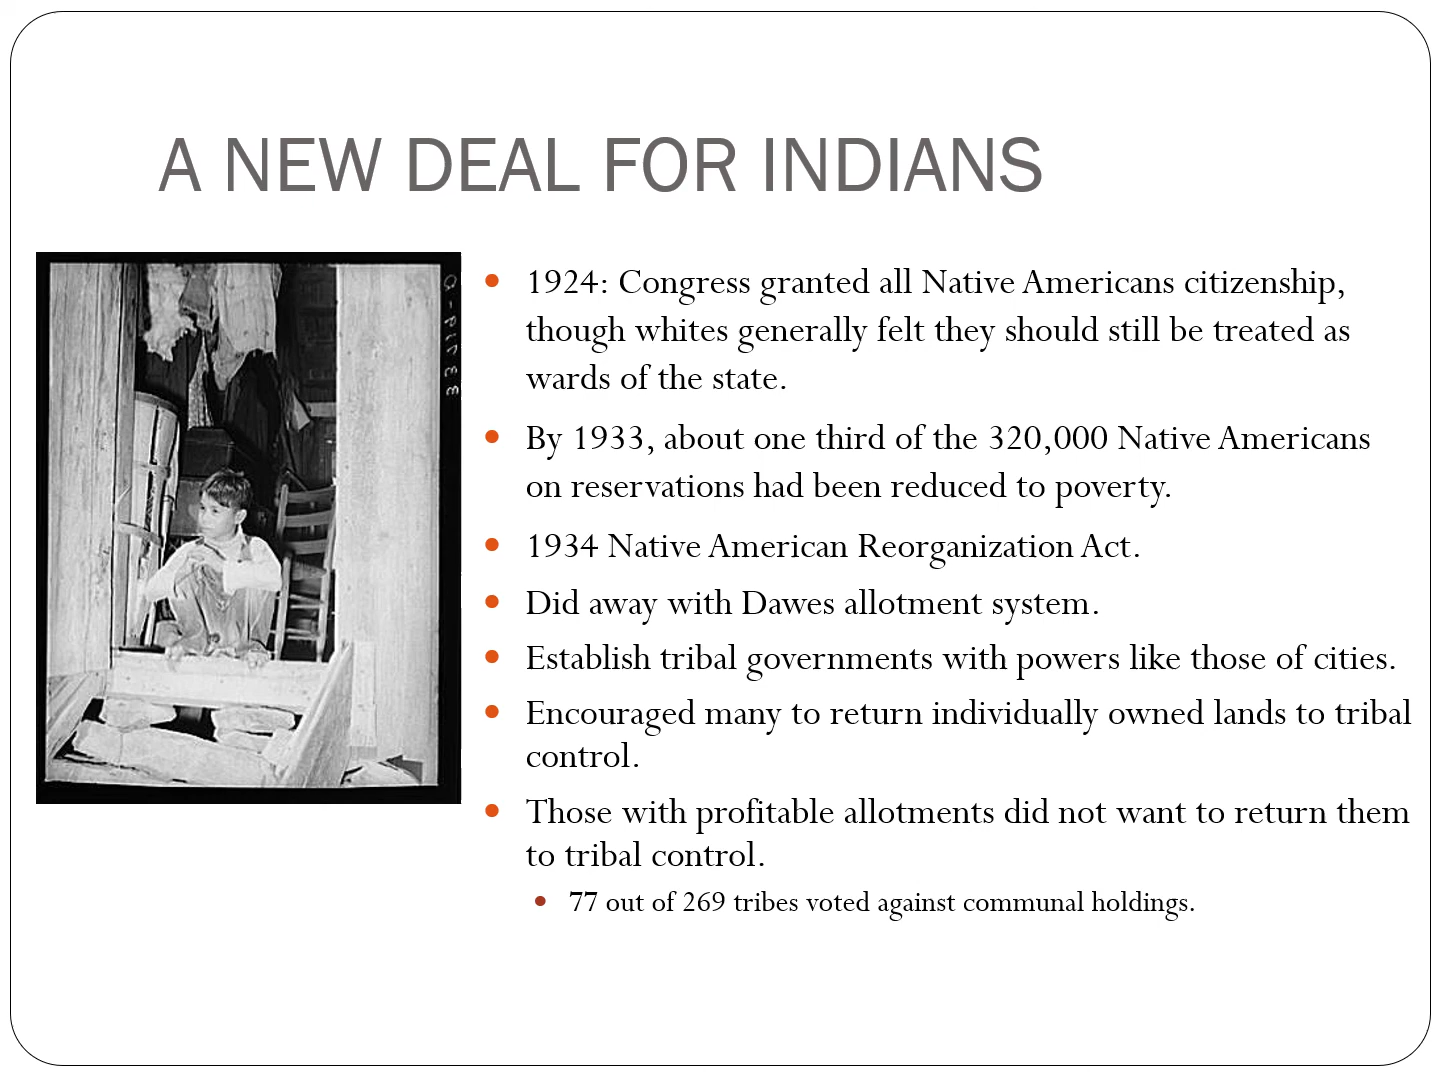 A NEW DEAL FOR INDIANS
1924: Congress granted all Native Americans citizenship,
though whites generally felt they should still be treated as
wards of the state.
By 1933, about one third of the 320,000 Native Americans
on reservations had been reduced to poverty.
1934 Native American Reorganization Act.
Did away with Dawes allotment system.
Establish tribal governments with powers like those of cities.
Encouraged many to return individually owned lands to tribal
control.
Those with profitable allotments did not want to return them
to tribal control.
77 out of 269 tribes voted against communal holdings.